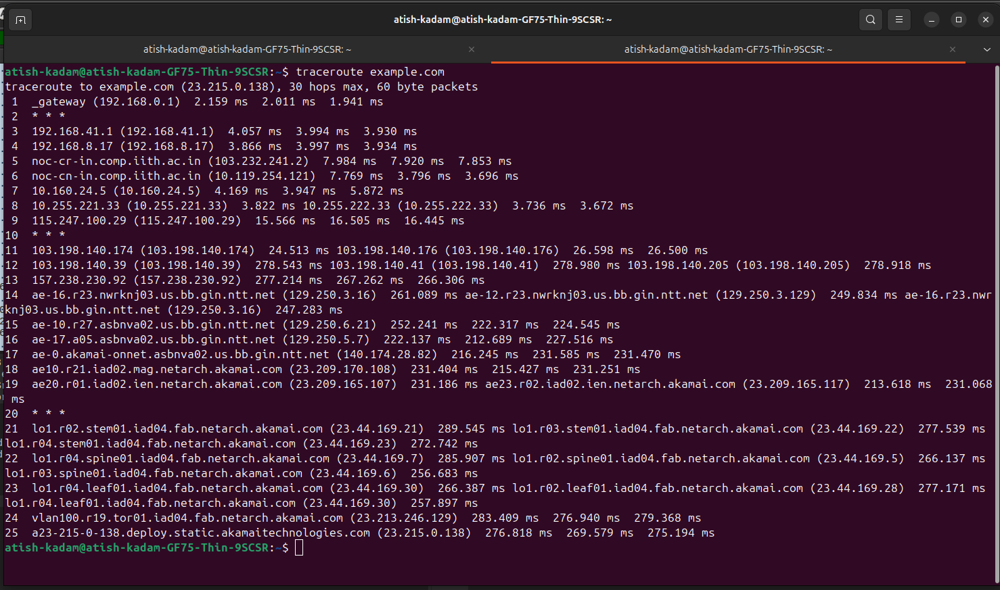 atish-kadam@atish-kadam-GF75-Thin-9SCSR: ~
atish-kadam@atish-kadam-GF75-Thin-9SCSR: ~
atish-kadam@atish-kadam-GF75-Thin-9SCSR: ~
atish-kadam@atish-kadam-GF75-Thin-9SCSR:~$ traceroute example.com
traceroute to example.com (23.215.0.138), 30 hops max, 60 byte packets
 1  _gateway (192.168.0.1)  2.159 ms  2.011 ms  1.941 ms
 2  * * *
 3  192.168.41.1 (192.168.41.1)  4.057 ms  3.994 ms  3.930 ms
 4  192.168.8.17 (192.168.8.17)  3.866 ms  3.997 ms  3.934 ms
 5  noc-cr-in.comp.iith.ac.in (103.232.241.2)  7.984 ms  7.920 ms  7.853 ms
 6  noc-cn-in.comp.iith.ac.in (10.119.254.121)  7.769 ms  3.796 ms  3.696 ms
 7  10.160.24.5 (10.160.24.5)  4.169 ms  3.947 ms  5.872 ms
 8  10.255.221.33 (10.255.221.33)  3.822 ms 10.255.222.33 (10.255.222.33)  3.736 ms  3.672 ms
 9  115.247.100.29 (115.247.100.29)  15.566 ms  16.505 ms  16.445 ms
10  * * *
11  103.198.140.174 (103.198.140.174)  24.513 ms 103.198.140.176 (103.198.140.176)  26.598 ms  26.500 ms
12  103.198.140.39 (103.198.140.39)  278.543 ms 103.198.140.41 (103.198.140.41)  278.980 ms 103.198.140.205 (103.198.140.205)  278.918 ms
13  157.238.230.92 (157.238.230.92)  277.214 ms  267.262 ms  266.306 ms
14  ae-16.r23.nwrknj03.us.bb.gin.ntt.net (129.250.3.16)  261.089 ms ae-12.r23.nwrknj03.us.bb.gin.ntt.net (129.250.3.129)  249.834 ms ae-16.r23.nwr
knj03.us.bb.gin.ntt.net (129.250.3.16)  247.283 ms
15  ae-10.r27.asbnva02.us.bb.gin.ntt.net (129.250.6.21)  252.241 ms  222.317 ms  224.545 ms
16  ae-17.a05.asbnva02.us.bb.gin.ntt.net (129.250.5.7)  222.137 ms  212.689 ms  227.516 ms
17  ae-0.akamai-onnet.asbnva02.us.bb.gin.ntt.net (140.174.28.82)  216.245 ms  231.585 ms  231.470 ms
18  ae10.r21.iad02.mag.netarch.akamai.com (23.209.170.108)  231.404 ms  215.427 ms  231.251 ms
19  ae20.r01.iad02.ien.netarch.akamai.com (23.209.165.107)  231.186 ms ae23.r02.iad02.ien.netarch.akamai.com (23.209.165.117)  213.618 ms  231.068
 ms
20  * * *
21  lo1.r02.stem01.iad04.fab.netarch.akamai.com (23.44.169.21)  289.545 ms lo1.r03.stem01.iad04.fab.netarch.akamai.com (23.44.169.22)  277.539 ms
lo1.r04.stem01.iad04.fab.netarch.akamai.com (23.44.169.23)  272.742 ms
22  lo1.r04.spine01.iad04.fab.netarch.akamai.com (23.44.169.7)  285.907 ms lo1.r02.spine01.iad04.fab.netarch.akamai.com (23.44.169.5)  266.137 ms
lo1.r03.spine01.iad04.fab.netarch.akamai.com (23.44.169.6)  256.683 ms
23  lo1.r04.leaf01.iad04.fab.netarch.akamai.com (23.44.169.30)  266.387 ms lo1.r02.leaf01.iad04.fab.netarch.akamai.com (23.44.169.28)  277.171 ms
lo1.r04.leaf01.iad04.fab.netarch.akamai.com (23.44.169.30)  257.897 ms
24  vlan100.r19.tor01.iad04.fab.netarch.akamai.com (23.213.246.129)  283.409 ms  276.940 ms  279.368 ms
25  a23-215-0-138.deploy.static.akamaitechnologies.com (23.215.0.138)  276.818 ms  269.579 ms  275.194 ms
atish-kadam@atish-kadam-GF75-Thin-9SCSR:~$